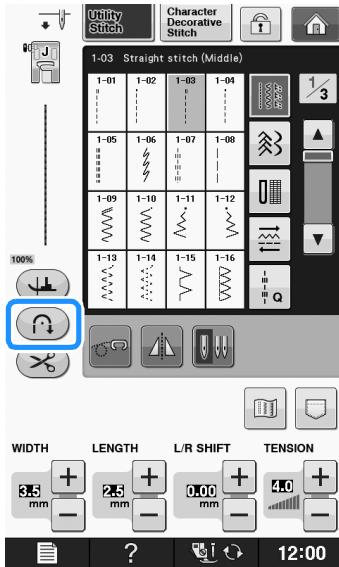 Utility
Stitch
Character
Decorative
Stitch
J
1-03 Straight stitch (Middle)
1-01 1-02 1-03 1-04
1/3
1-05 1-06 1-07 1-08
1-09 1-10 1-11 1-12
1-13 1-14 1-15 1-16
100%
Q
WIDTH LENGTH L/R SHIFT TENSION
3.5 mm 2.5 mm 0.00 mm 4.0
? 12:00